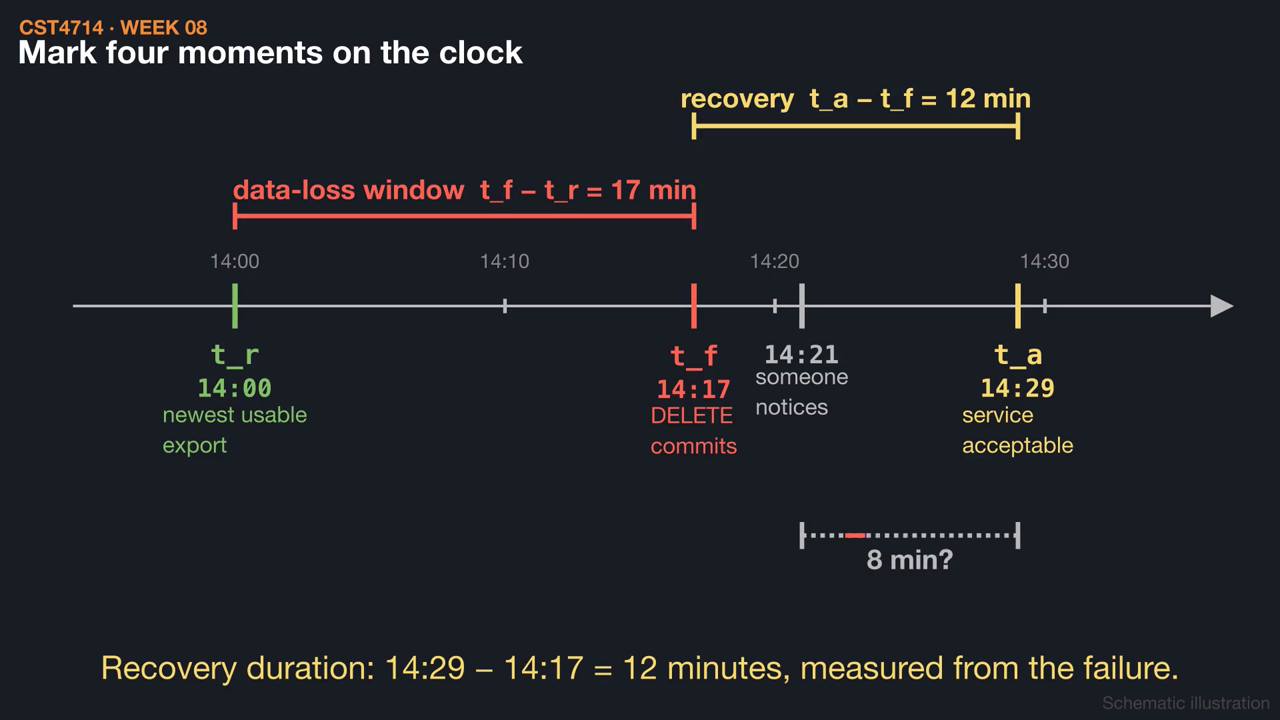 CST4714 · WEEK 08
Mark four moments on the clock
recovery t_a – t_f = 12 min
data-loss window t_f – t_r = 17 min
14:00
14:10
14:20
14:30
t_r
14:00
newest usable
export
t_f
14:17
DELETE
commits
14:21
someone
notices
t_a
14:29
service
acceptable
8 min?
Recovery duration: 14:29 – 14:17 = 12 minutes, measured from the failure.
Schematic illustration